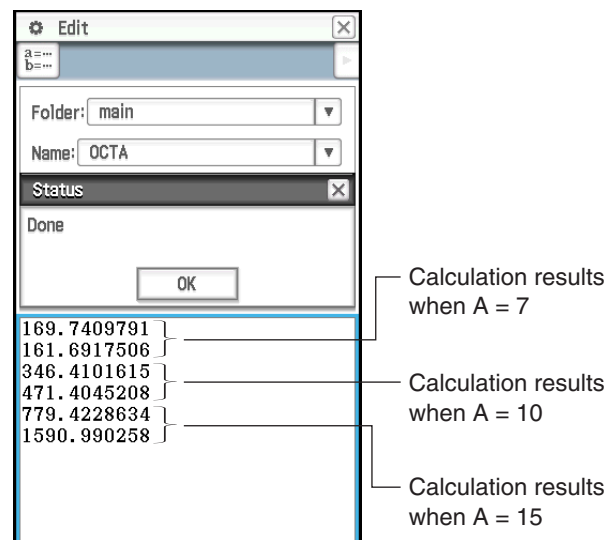 Edit
a=…
b=…
Folder: main
Name: OCTA
Status
Done
OK
169.7409791
161.6917506
346.4101615
471.4045208
779.4228634
1590.990258
Calculation results
when A = 7
Calculation results
when A = 10
Calculation results
when A = 15